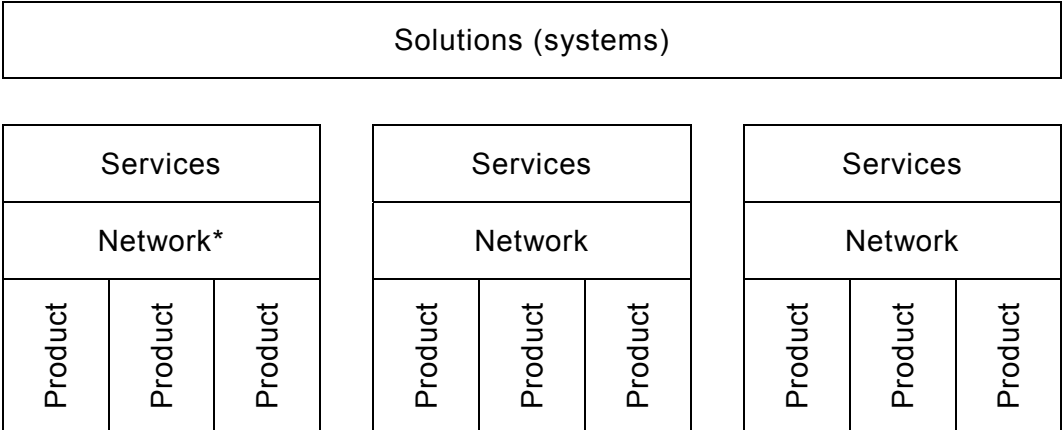 Solutions (systems)
Services
Services
Services
Network*
Network
Network
Product
Product
Product
Product
Product
Product
Product
Product
Product